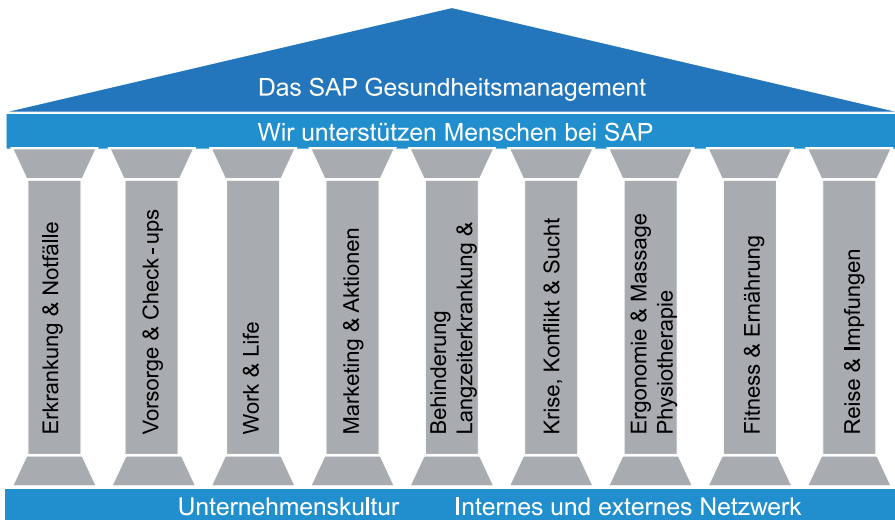 Das SAP Gesundheitsmanagement
Wir unterstützen Menschen bei SAP
Erkrankung & Notfälle
Vorsorge & Check-ups
Work & Life
Marketing & Aktionen
Behinderung
Langzeiterkrankung &
Krise, Konflikt & Sucht
Ergonomie & Massage
Physiotherapie
Fitness & Ernährung
Reise & Impfungen
Unternehmenskultur Internes und externes Netzwerk